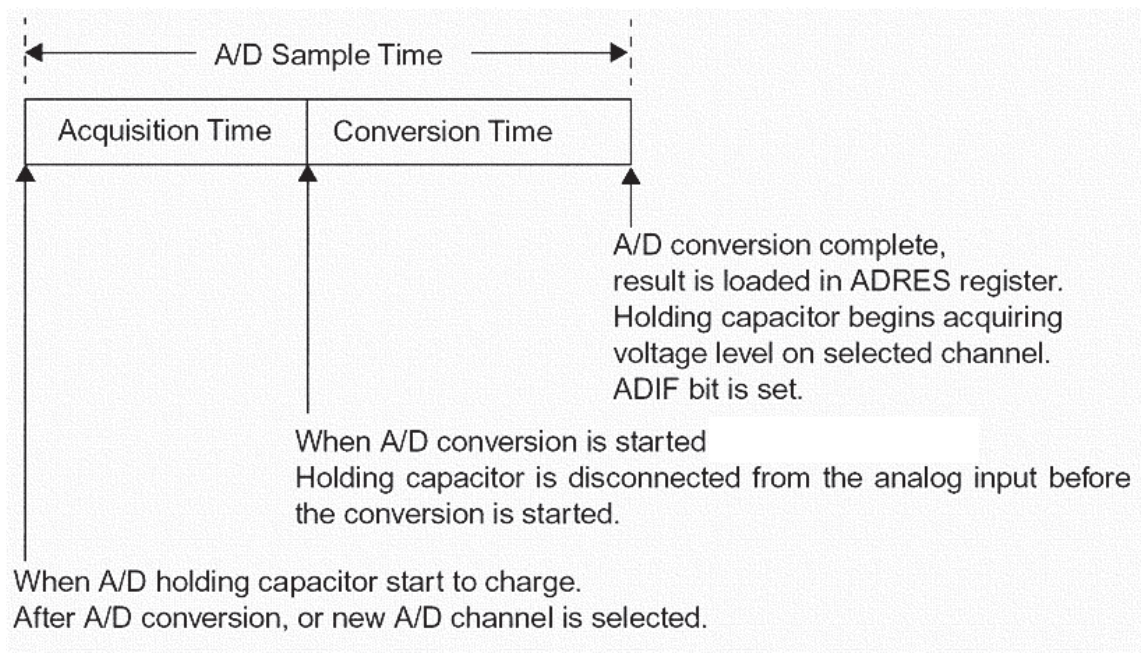 A/D Sample Time
Acquisition Time
Conversion Time
A/D conversion complete,
result is loaded in ADRES register.
Holding capacitor begins acquiring
voltage level on selected channel.
ADIF bit is set.
When A/D conversion is started
Holding capacitor is disconnected from the analog input before
the conversion is started.
When A/D holding capacitor start to charge.
After A/D conversion, or new A/D channel is selected.